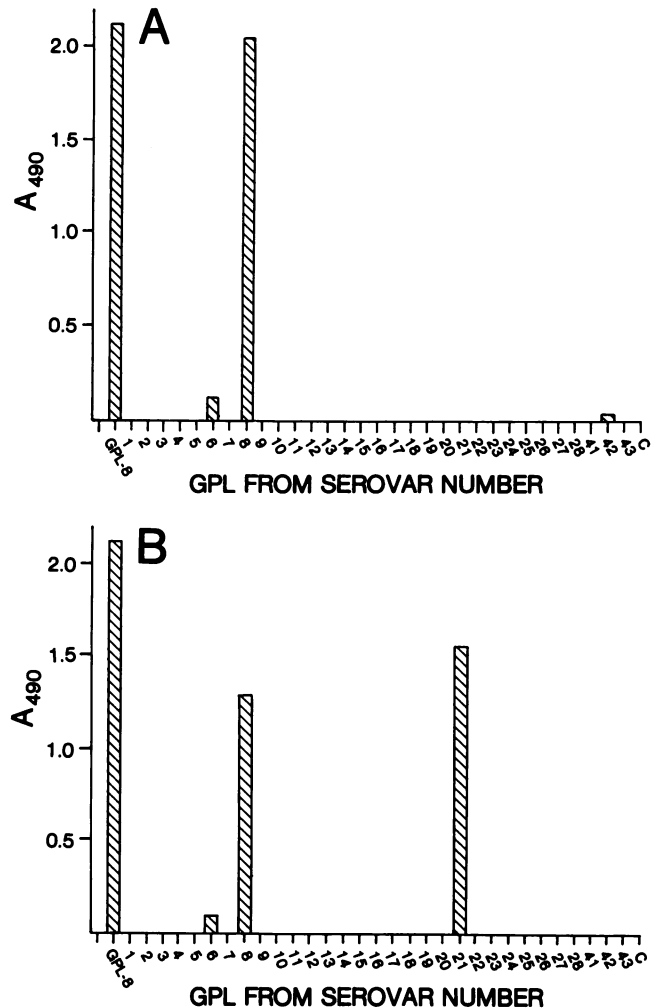 A
2.0
1.5
1.0
0.5
A490
GPL-8 1 2 3 4 5 6 7 8 9 10 11 12 13 14 15 16 17 18 19 20 21 22 23 24 25 26 27 28 41 42 43 C
GPL FROM SEROVAR NUMBER
B
2.0
1.5
1.0
0.5
A490
GPL-8 1 2 3 4 5 6 7 8 9 10 11 12 13 14 15 16 17 18 19 20 21 22 23 24 25 26 27 28 41 42 43 C
GPL FROM SEROVAR NUMBER